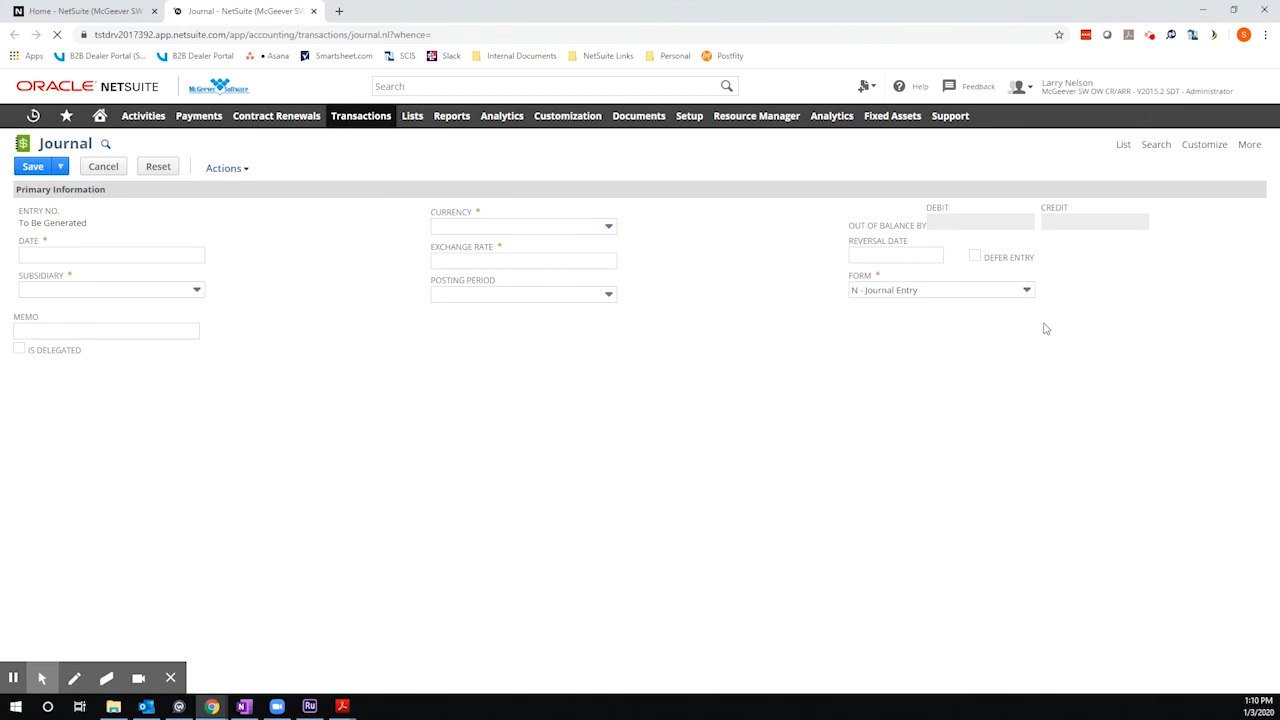 Home - NetSuite (McGeever SW
Journal - NetSuite (McGeever SW
tstdrv2017392.app.netsuite.com/app/accounting/transactions/journal.nl?whence=
Apps
B2B Dealer Portal (S...
B2B Dealer Portal
Asana
Smartsheet.com
SCIS
Slack
Internal Documents
NetSuite Links
Personal
Postfity
ORACLE NETSUITE
McGeever Software
Search
Help
Feedback
Larry Nelson
McGeever SW OW CR/ARR - V2015.2 SDT - Administrator
Activities
Payments
Contract Renewals
Transactions
Lists
Reports
Analytics
Customization
Documents
Setup
Resource Manager
Analytics
Fixed Assets
Support
Journal
List
Search
Customize
More
Save
Cancel
Reset
Actions
Primary Information
ENTRY NO.
To Be Generated
DATE *
SUBSIDIARY *
MEMO
IS DELEGATED
CURRENCY *
EXCHANGE RATE *
POSTING PERIOD
DEBIT
CREDIT
OUT OF BALANCE BY
REVERSAL DATE
DEFER ENTRY
FORM *
N - Journal Entry
1:10 PM
1/3/2020